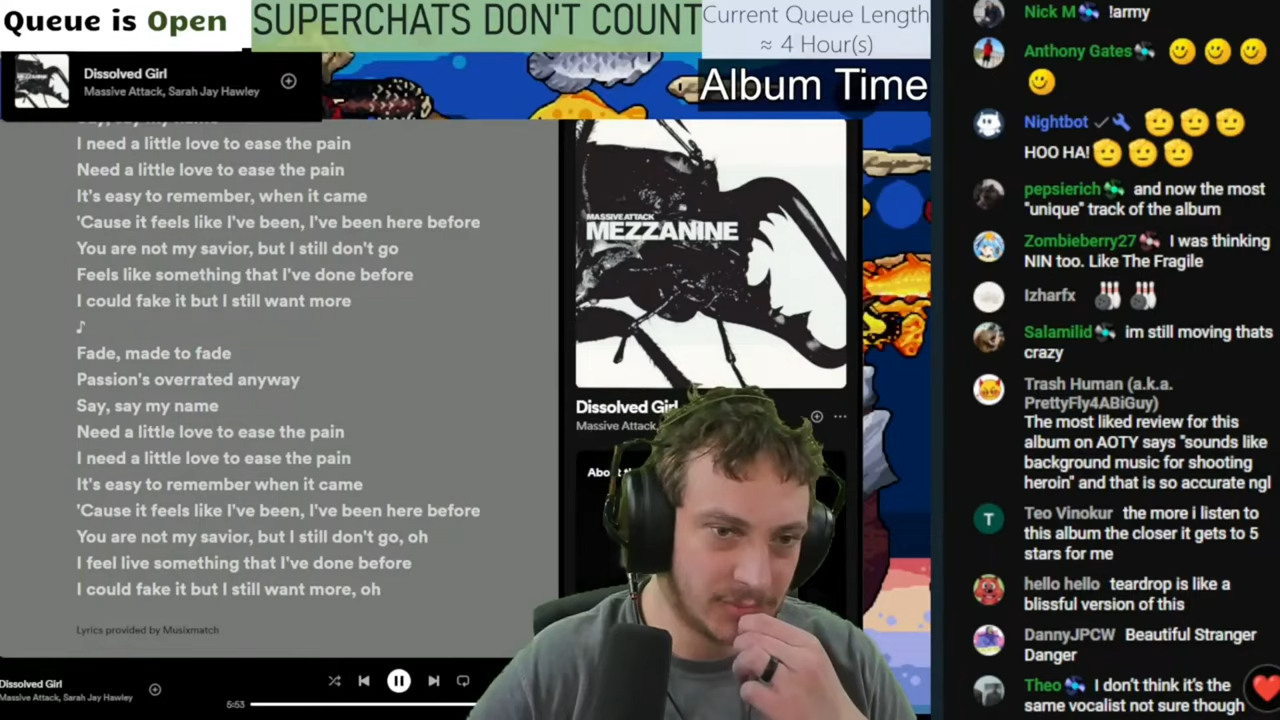 Queue is Open
SUPERCHATS DON'T COUNT
Current Queue Length
≈ 4 Hour(s)
Album Time
Dissolved Girl
Massive Attack, Sarah Jay Hawley
Say, say my name
I need a little love to ease the pain
Need a little love to ease the pain
It's easy to remember, when it came
'Cause it feels like I've been, I've been here before
You are not my savior, but I still don't go
Feels like something that I've done before
I could fake it but I still want more
♪
Fade, made to fade
Passion's overrated anyway
Say, say my name
Need a little love to ease the pain
I need a little love to ease the pain
It's easy to remember when it came
'Cause it feels like I've been, I've been here before
You are not my savior, but I still don't go, oh
I feel live something that I've done before
I could fake it but I still want more, oh
Lyrics provided by Musixmatch
MASSIVE ATTACK
MEZZANINE
Dissolved Girl
Massive Attack,
Dissolved Girl
Massive Attack, Sarah Jay Hawley
5:53
Nick M !army
Anthony Gates
Nightbot
HOO HA!
pepsierich and now the most
"unique" track of the album
Zombieberry27 I was thinking
NIN too. Like The Fragile
Izharfx
Salamilid im still moving thats
crazy
Trash Human (a.k.a.
PrettyFly4ABiGuy)
The most liked review for this
album on AOTY says "sounds like
background music for shooting
heroin" and that is so accurate ngl
T
Teo Vinokur the more i listen to
this album the closer it gets to 5
stars for me
hello hello teardrop is like a
blissful version of this
DannyJPCW Beautiful Stranger
Danger
Theo I don't think it's the
same vocalist not sure though